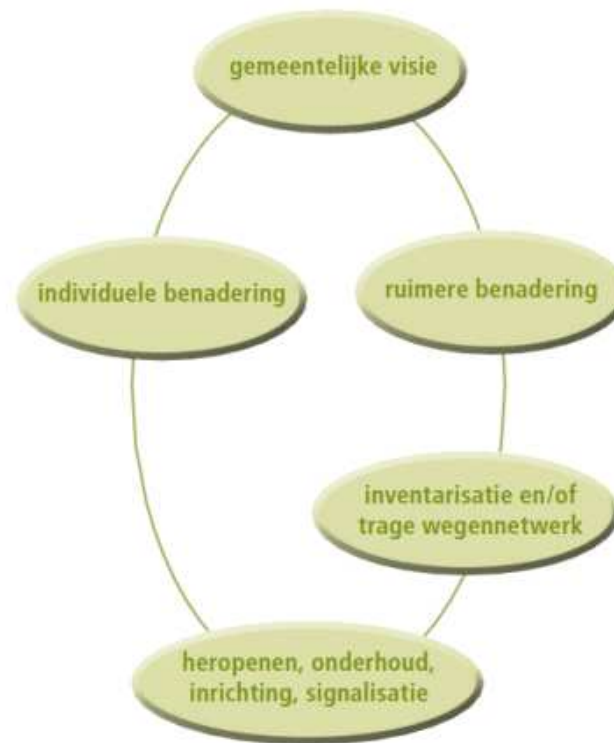 gemeentelijke visie
individuele benadering
ruimere benadering
inventarisatie en/of
trage wegennetwerk
heropenen, onderhoud,
inrichting, signalisatie